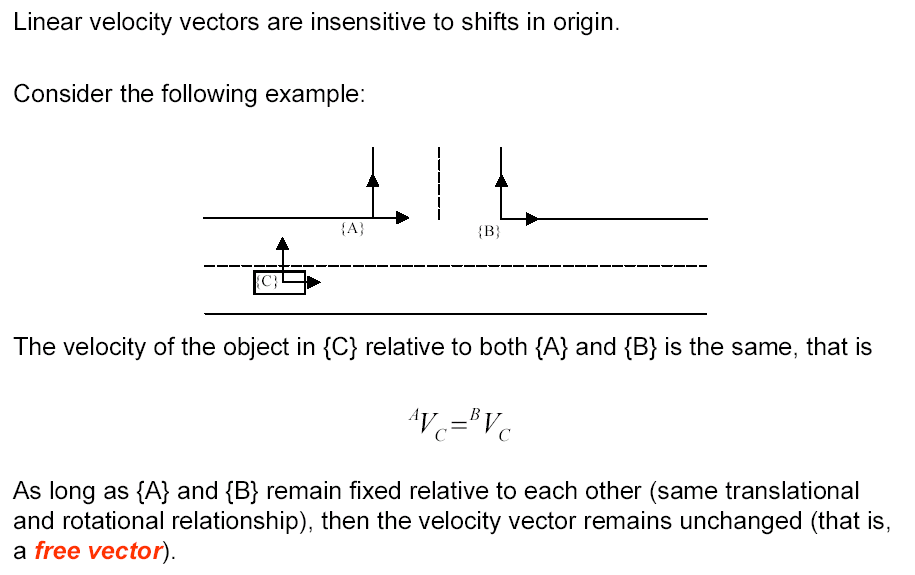 Linear velocity vectors are insensitive to shifts in origin.
Consider the following example:
{A}
{B}
{C}
The velocity of the object in {C} relative to both {A} and {B} is the same, that is
ᴬV_C=ᴮV_C
As long as {A} and {B} remain fixed relative to each other (same translational
and rotational relationship), then the velocity vector remains unchanged (that is,
a free vector).